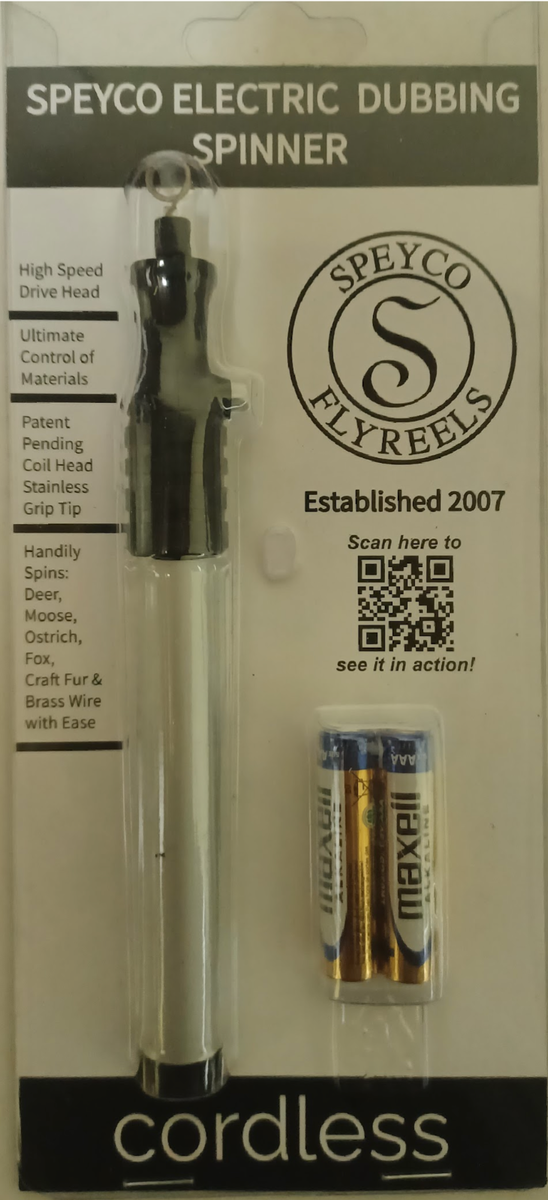 SPEYCO ELECTRIC DUBBING
SPINNER
High Speed
Drive Head
Ultimate
Control of
Materials
Patent
Pending
Coil Head
Stainless
Grip Tip
Handily
Spins:
Deer,
Moose,
Ostrich,
Fox,
Craft Fur &
Brass Wire
with Ease
SPEYCO
S
FLYREELS
Established 2007
Scan here to
see it in action!
AAA
maxell
ALKALINE
maxell
ALKALINE
cordless